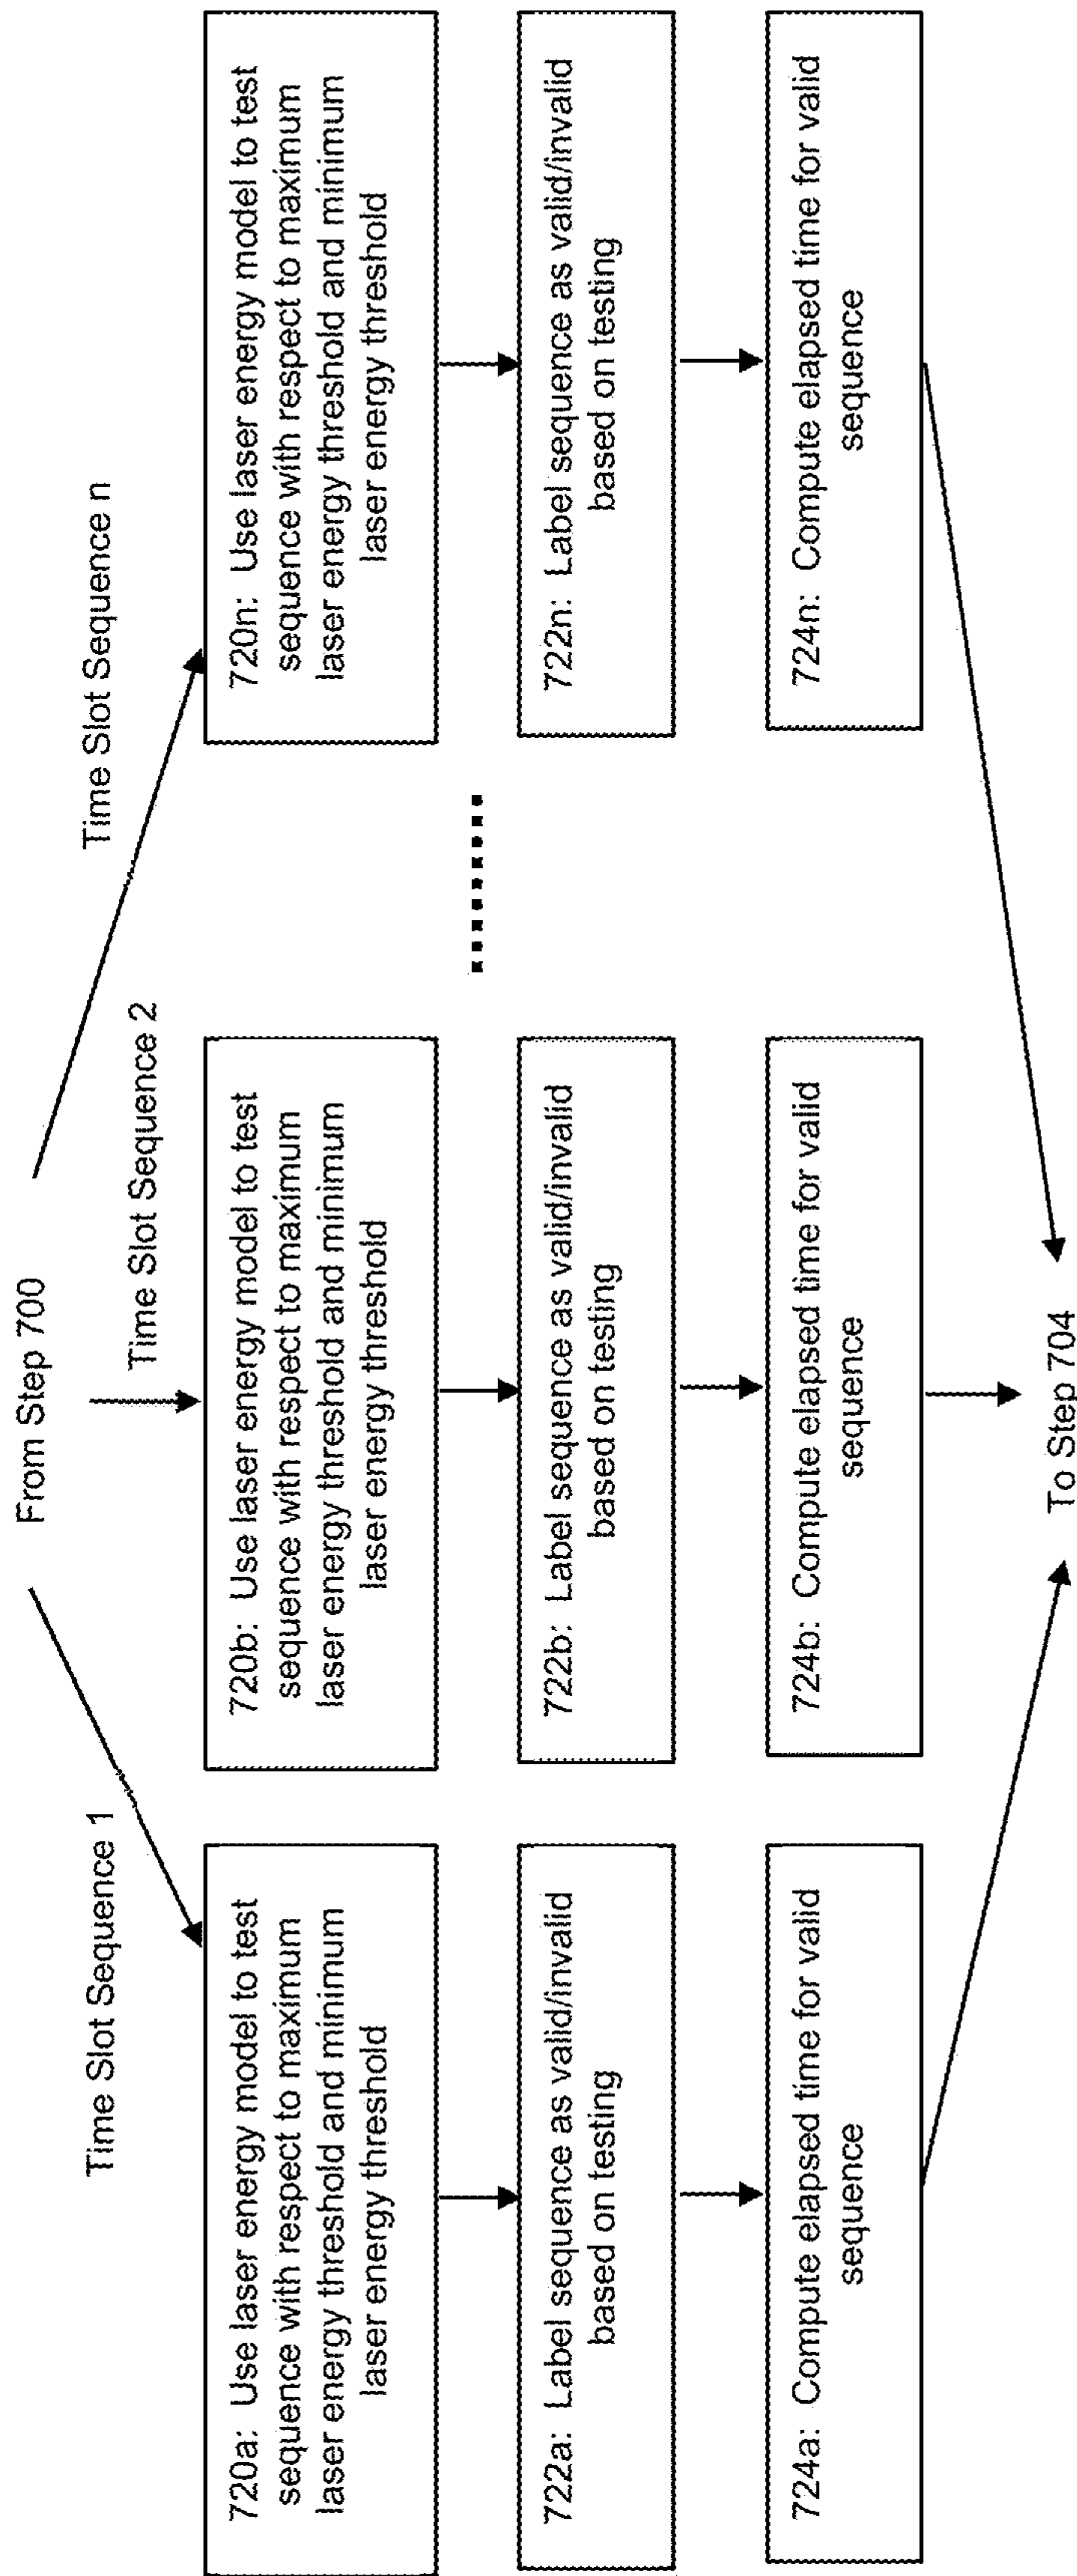 From Step 700
Time Slot Sequence 1
Time Slot Sequence 2
Time Slot Sequence n
720a: Use laser energy model to test
sequence with respect to maximum
laser energy threshold and minimum
laser energy threshold
722a: Label sequence as valid/invalid
based on testing
724a: Compute elapsed time for valid
sequence
720b: Use laser energy model to test
sequence with respect to maximum
laser energy threshold and minimum
laser energy threshold
722b: Label sequence as valid/invalid
based on testing
724b: Compute elapsed time for valid
sequence
720n: Use laser energy model to test
sequence with respect to maximum
laser energy threshold and minimum
laser energy threshold
722n: Label sequence as valid/invalid
based on testing
724n: Compute elapsed time for valid
sequence
To Step 704